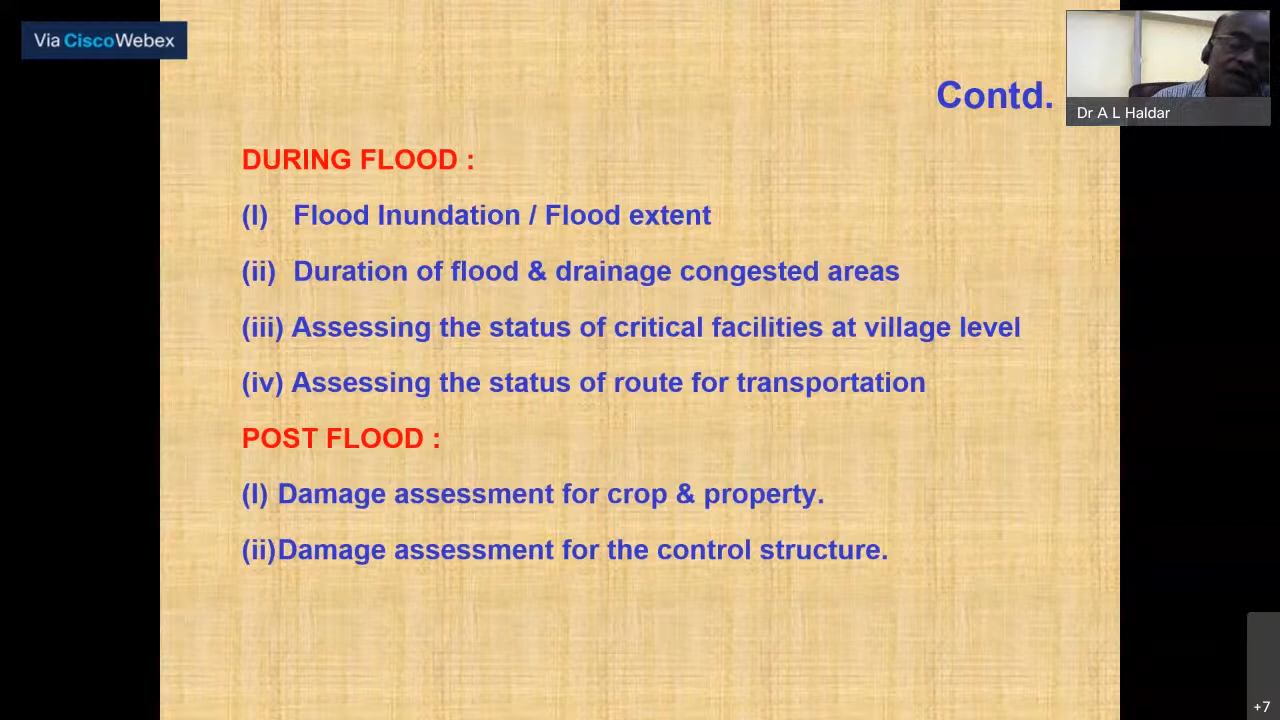 Via CiscoWebex
Contd.
Dr A L Haldar
DURING FLOOD :
(I) Flood Inundation / Flood extent
(ii) Duration of flood & drainage congested areas
(iii) Assessing the status of critical facilities at village level
(iv) Assessing the status of route for transportation
POST FLOOD :
(I) Damage assessment for crop & property.
(ii)Damage assessment for the control structure.
+7